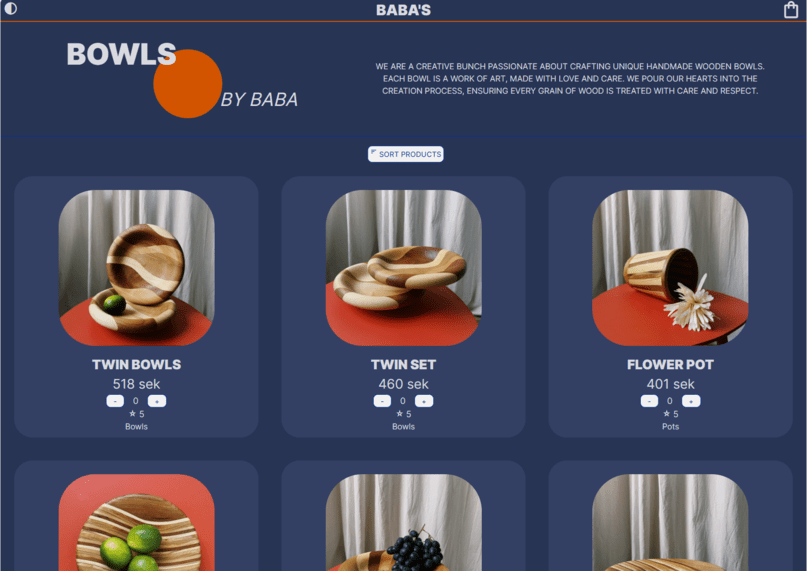 BABA'S
BOWLS
BY BABA
WE ARE A CREATIVE BUNCH PASSIONATE ABOUT CRAFTING UNIQUE HANDMADE WOODEN BOWLS.
EACH BOWL IS A WORK OF ART, MADE WITH LOVE AND CARE. WE POUR OUR HEARTS INTO THE
CREATION PROCESS, ENSURING EVERY GRAIN OF WOOD IS TREATED WITH CARE AND RESPECT.
SORT PRODUCTS
TWIN BOWLS
518 sek
- 0 +
☆ 5
Bowls
TWIN SET
460 sek
- 0 +
☆ 5
Bowls
FLOWER POT
401 sek
- 0 +
☆ 5
Pots